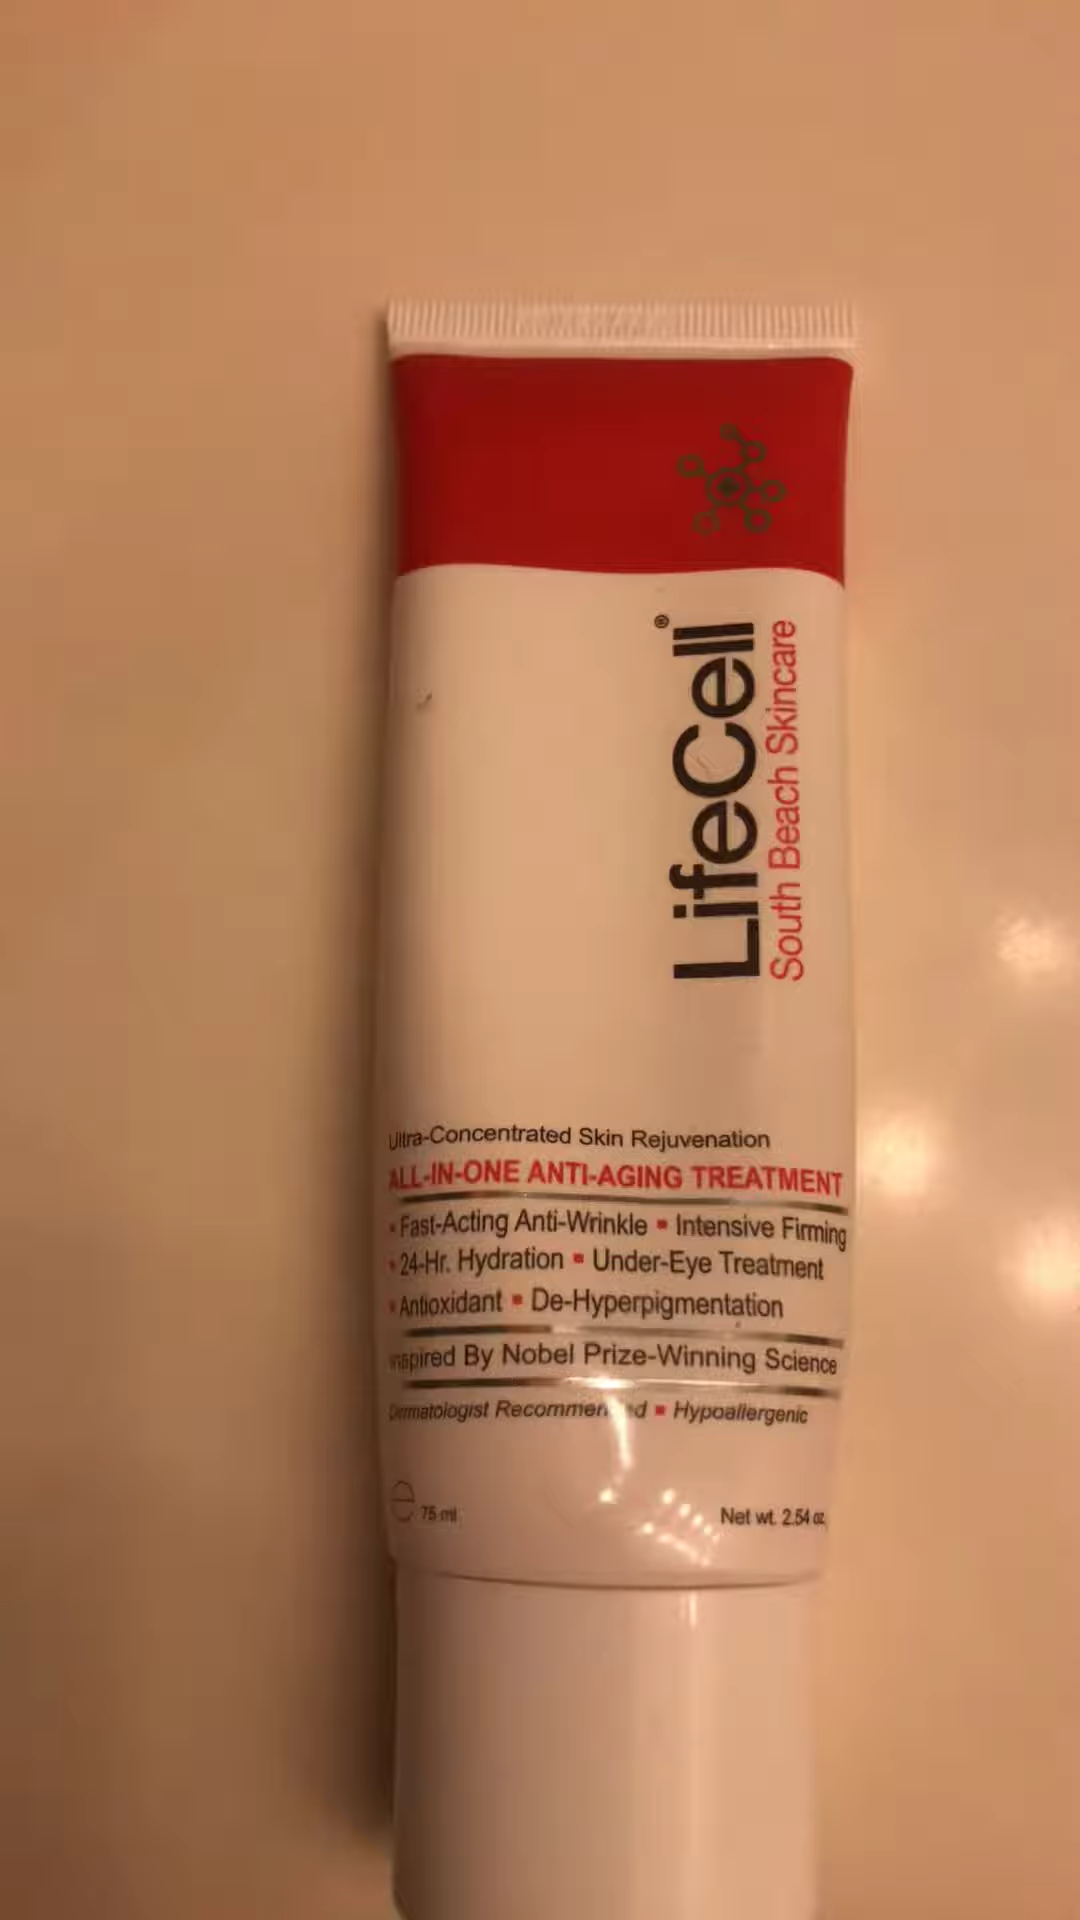 LifeCell®
South Beach Skincare
Ultra-Concentrated Skin Rejuvenation
ALL-IN-ONE ANTI-AGING TREATMENT
▪ Fast-Acting Anti-Wrinkle ▪ Intensive Firming
▪ 24-Hr. Hydration ▪ Under-Eye Treatment
▪ Antioxidant ▪ De-Hyperpigmentation
Inspired By Nobel Prize-Winning Science
Dermatologist Recommended ▪ Hypoallergenic
℮ 75 ml
Net wt. 2.54 oz.